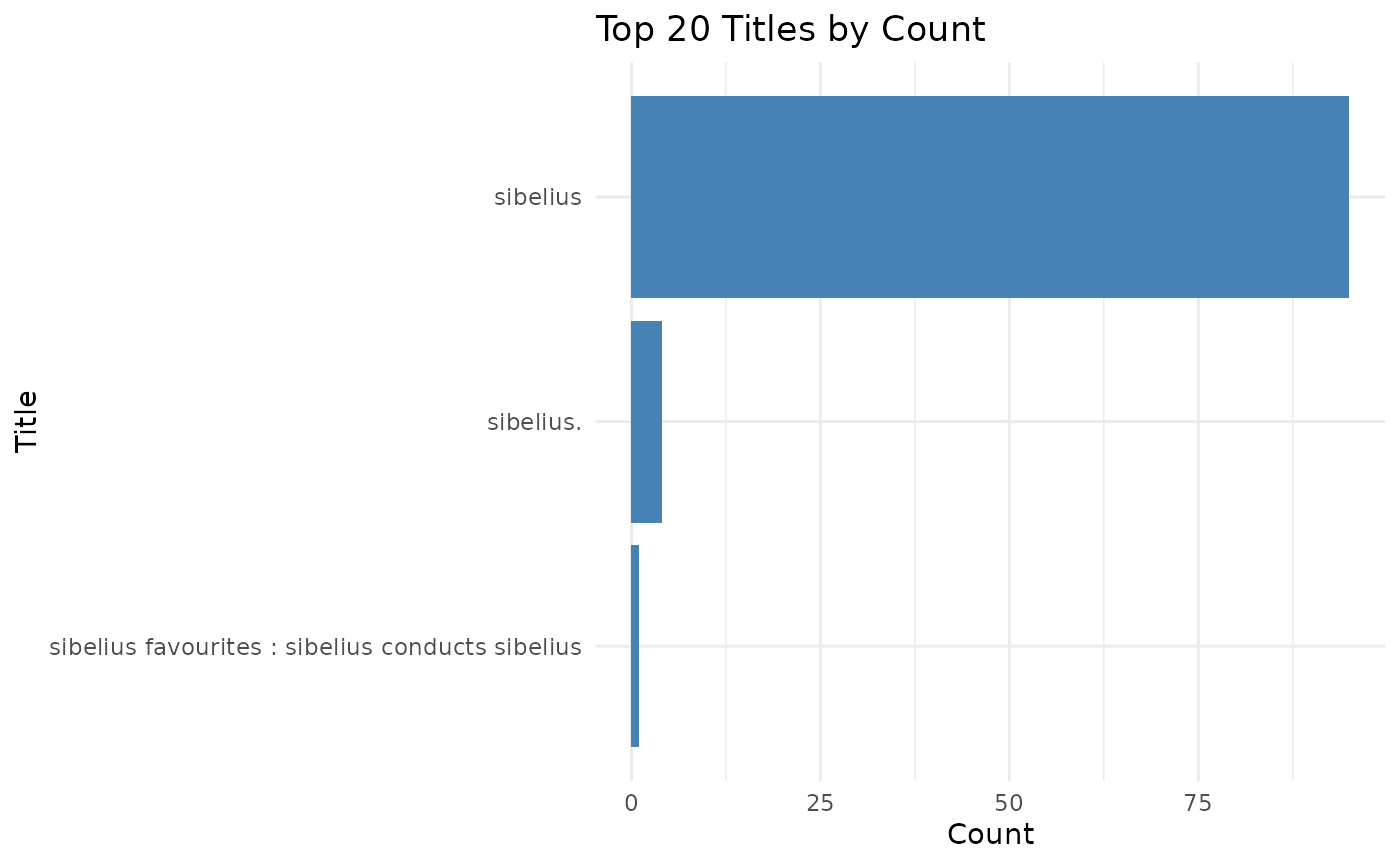 Top 20 Titles by Count
Title
sibelius
sibelius.
sibelius favourites : sibelius conducts sibelius
0 25 50 75
Count